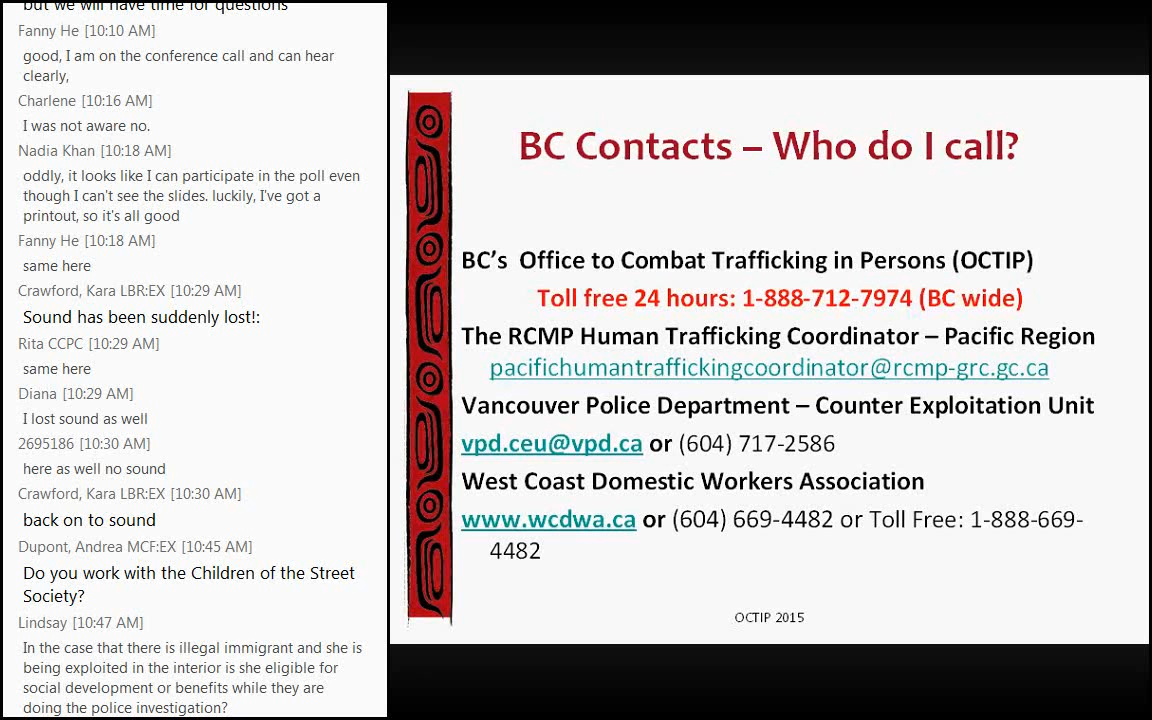 but we will have time for questions
Fanny He [10:10 AM]
good, I am on the conference call and can hear
clearly,
Charlene [10:16 AM]
I was not aware no.
Nadia Khan [10:18 AM]
oddly, it looks like I can participate in the poll even
though I can't see the slides. luckily, I've got a
printout, so it's all good
Fanny He [10:18 AM]
same here
Crawford, Kara LBR:EX [10:29 AM]
Sound has been suddenly lost!:
Rita CCPC [10:29 AM]
same here
Diana [10:29 AM]
I lost sound as well
2695186 [10:30 AM]
here as well no sound
Crawford, Kara LBR:EX [10:30 AM]
back on to sound
Dupont, Andrea MCF:EX [10:45 AM]
Do you work with the Children of the Street
Society?
Lindsay [10:47 AM]
In the case that there is illegal immigrant and she is
being exploited in the interior is she eligible for
social development or benefits while they are
doing the police investigation?
BC Contacts – Who do I call?
BC's Office to Combat Trafficking in Persons (OCTIP)
Toll free 24 hours: 1-888-712-7974 (BC wide)
The RCMP Human Trafficking Coordinator – Pacific Region
pacifichumantraffickingcoordinator@rcmp-grc.gc.ca
Vancouver Police Department – Counter Exploitation Unit
vpd.ceu@vpd.ca or (604) 717-2586
West Coast Domestic Workers Association
www.wcdwa.ca or (604) 669-4482 or Toll Free: 1-888-669-
4482
OCTIP 2015